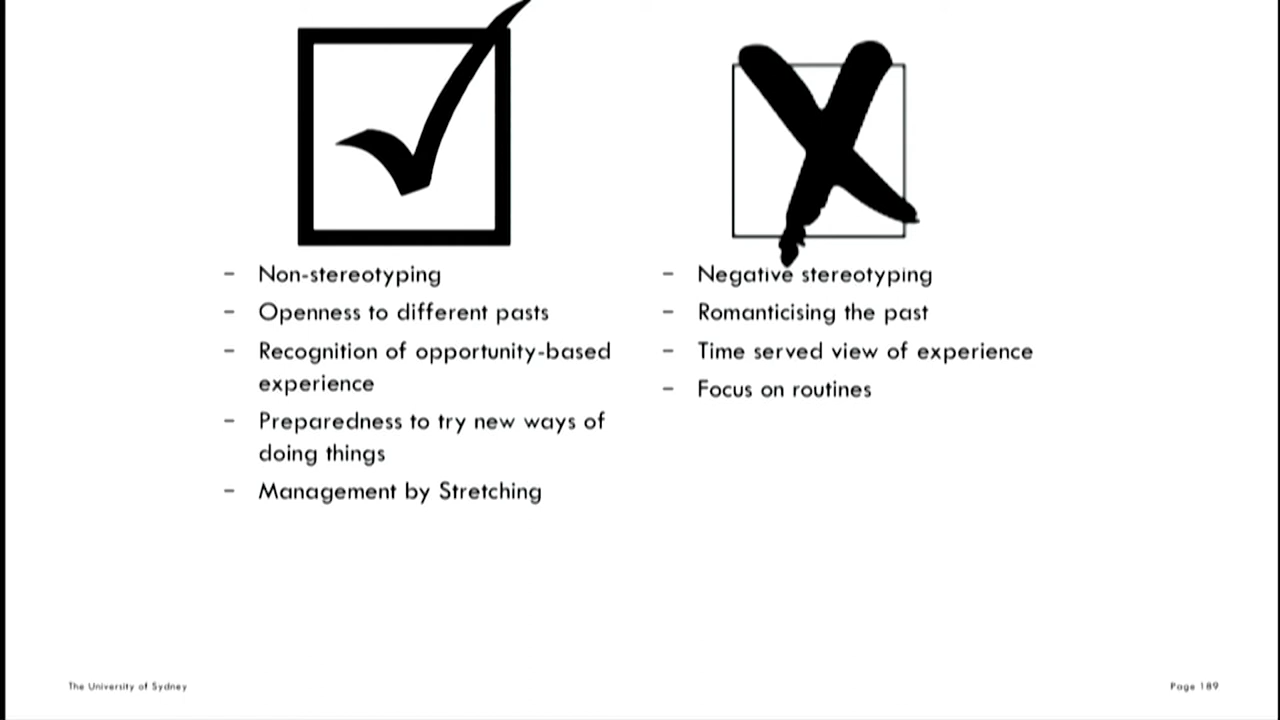 – Non-stereotyping
– Openness to different pasts
– Recognition of opportunity-based
experience
– Preparedness to try new ways of
doing things
– Management by Stretching
– Negative stereotyping
– Romanticising the past
– Time served view of experience
– Focus on routines
The University of Sydney
Page 189